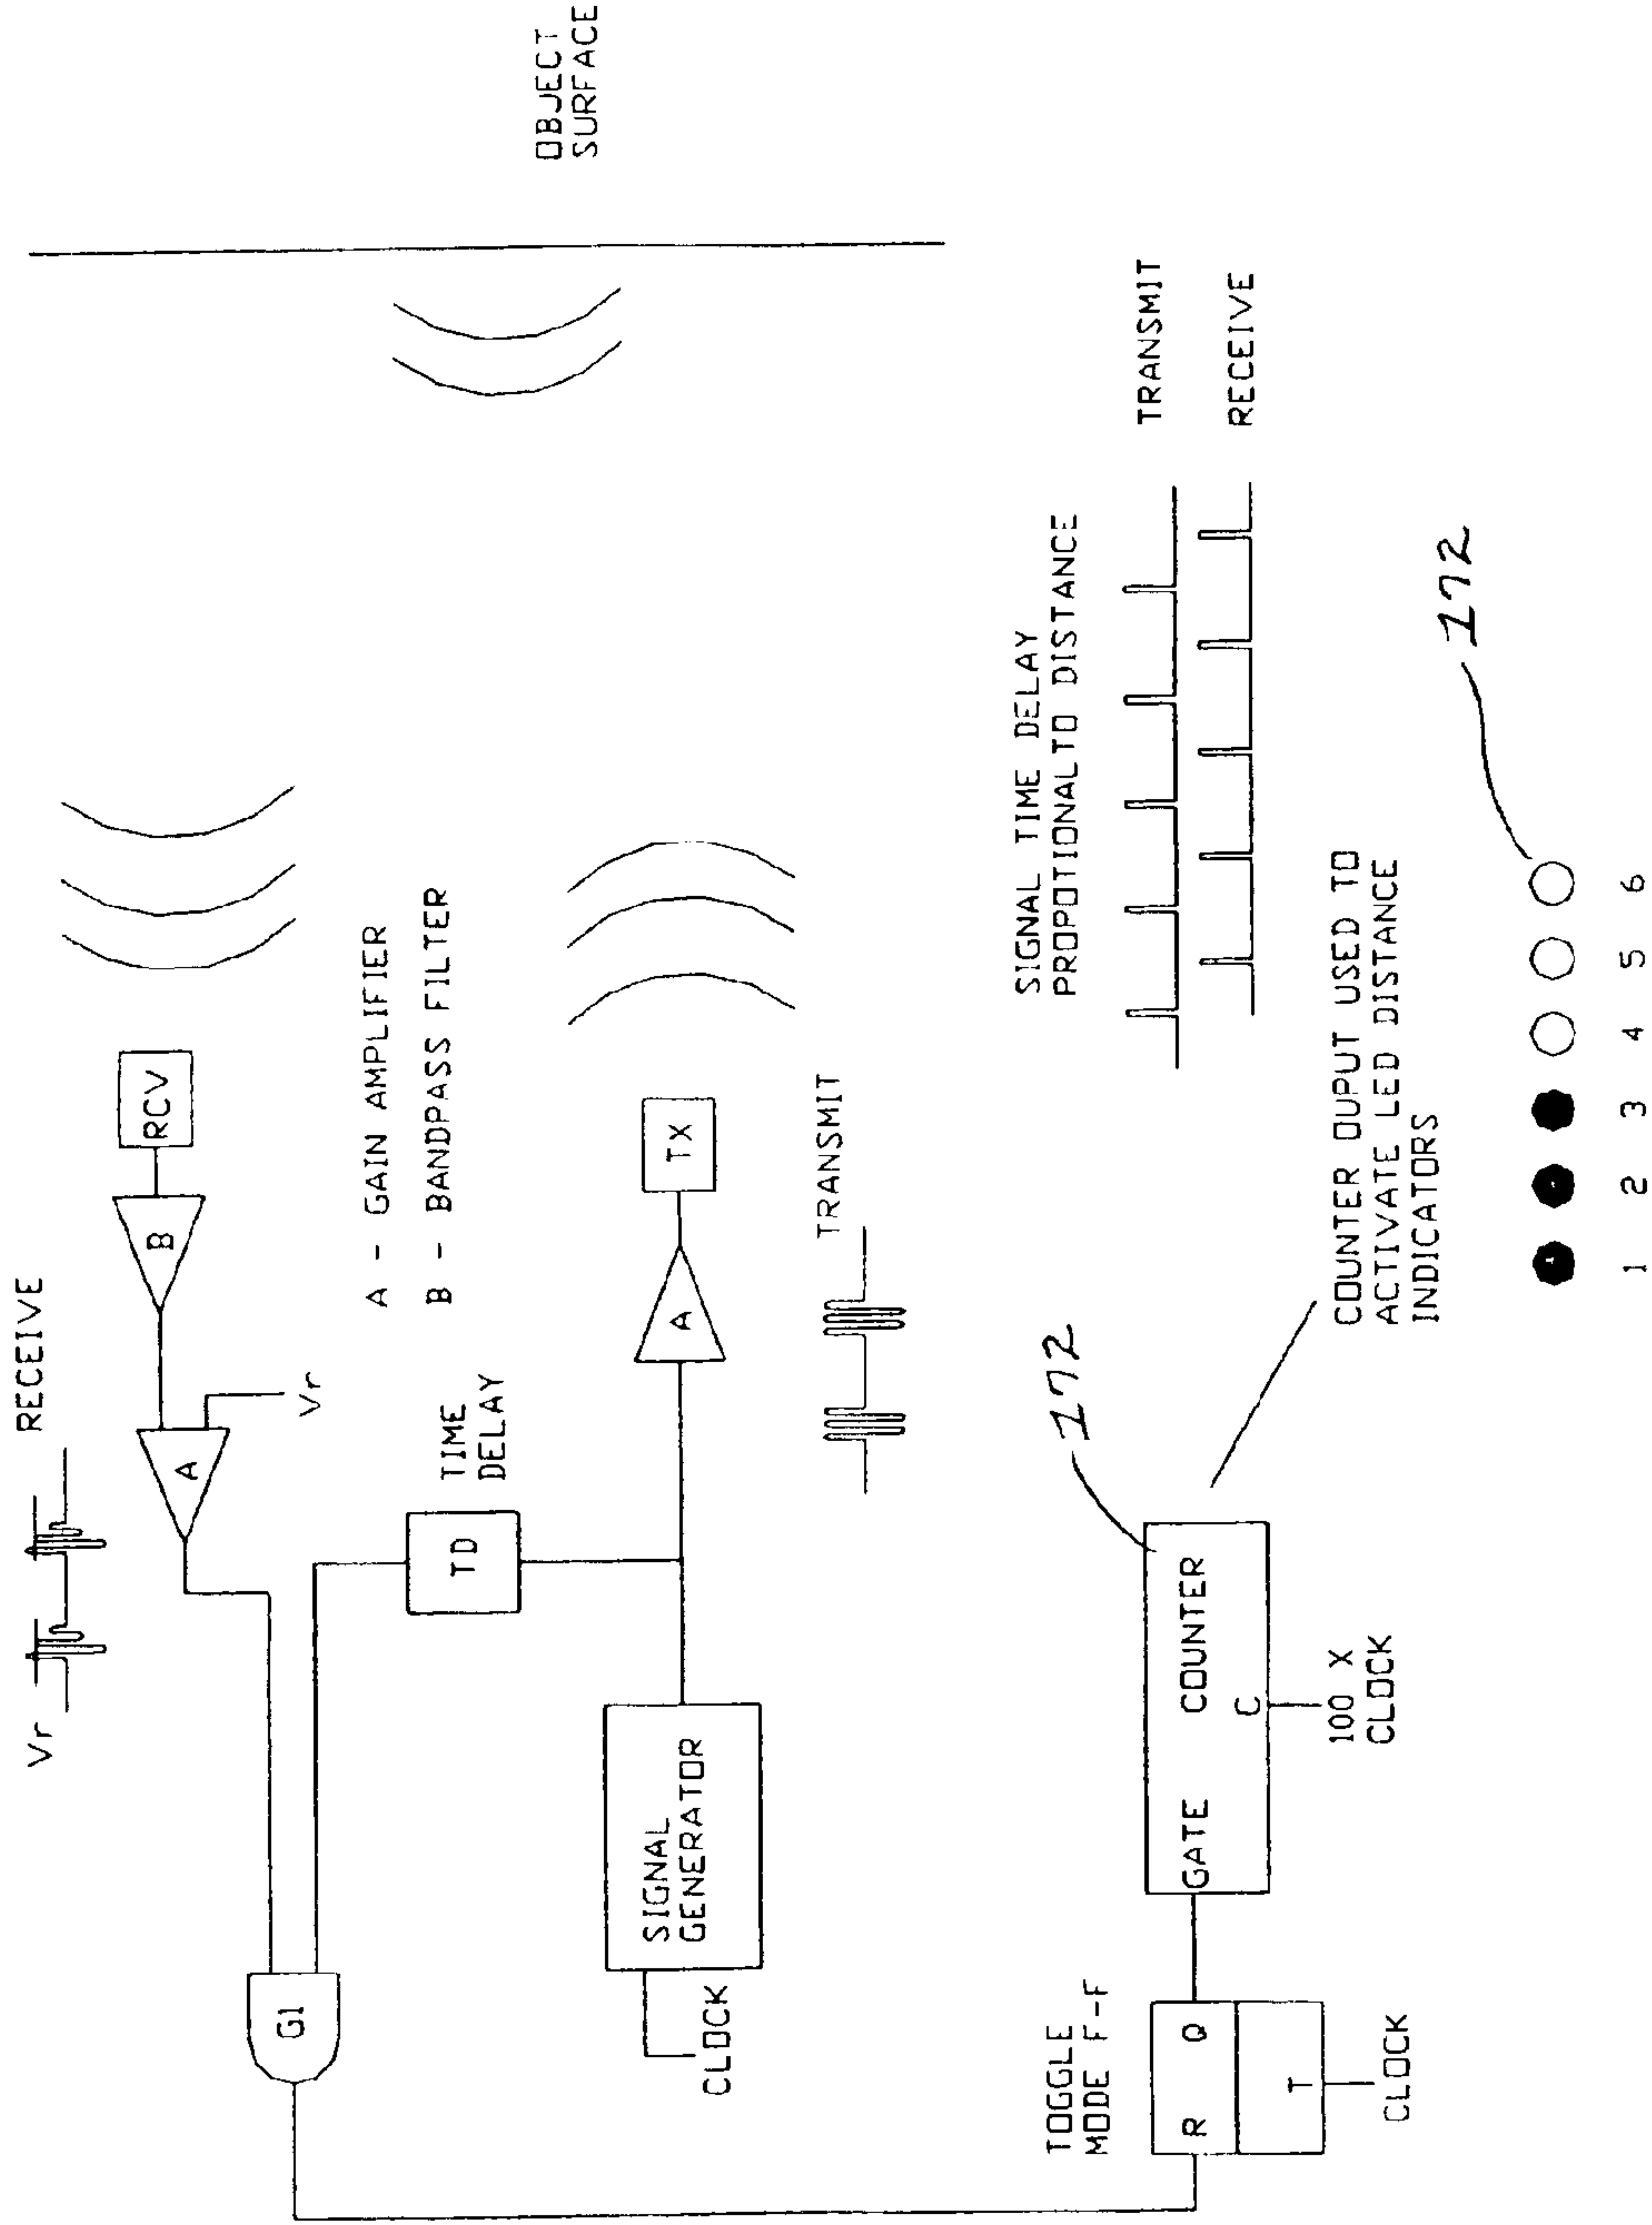 Vr
RECEIVE
RCV
B
A
Vr
G1
A - GAIN AMPLIFIER
B - BANDPASS FILTER
TD
TIME
DELAY
OBJECT
SURFACE
SIGNAL
GENERATOR
CLOCK
A
TX
TRANSMIT
SIGNAL TIME DELAY
PROPOTIONAL TO DISTANCE
TRANSMIT
RECEIVE
TOGGLE
MODE F-F
R Q
T
CLOCK
GATE COUNTER
C
100 X
CLOCK
172
COUNTER OUPUT USED TO
ACTIVATE LED DISTANCE
INDICATORS
172
1 2 3 4 5 6